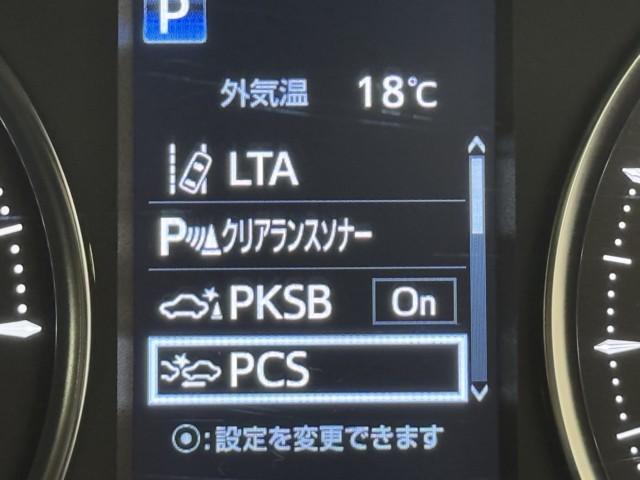 P
外気温 18℃
LTA
P クリアランスソナー
PKSB On
PCS
⦿:設定を変更できます